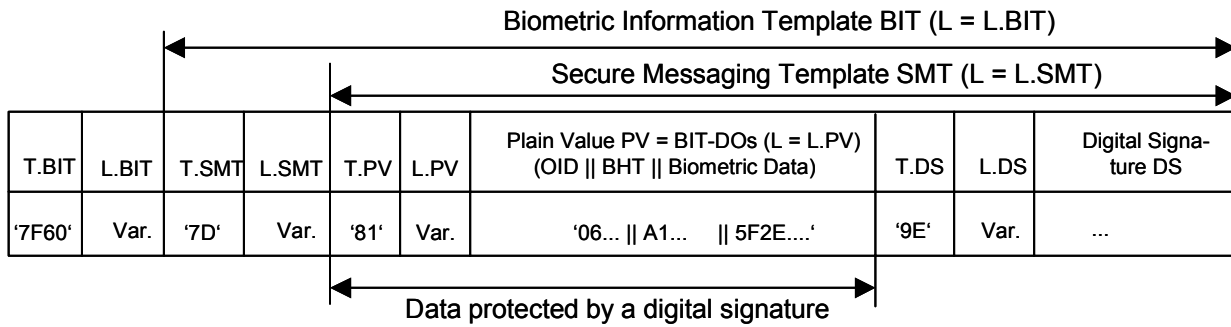 Biometric Information Template BIT (L = L.BIT)
Secure Messaging Template SMT (L = L.SMT)
T.BIT L.BIT T.SMT L.SMT T.PV L.PV Plain Value PV = BIT-DOs (L = L.PV) T.DS L.DS Digital Signa-
(OID || BHT || Biometric Data) ture DS
‘7F60‘ Var. ‘7D‘ Var. ‘81‘ Var. ‘06... || A1... || 5F2E....‘ ‘9E‘ Var. ...
Data protected by a digital signature